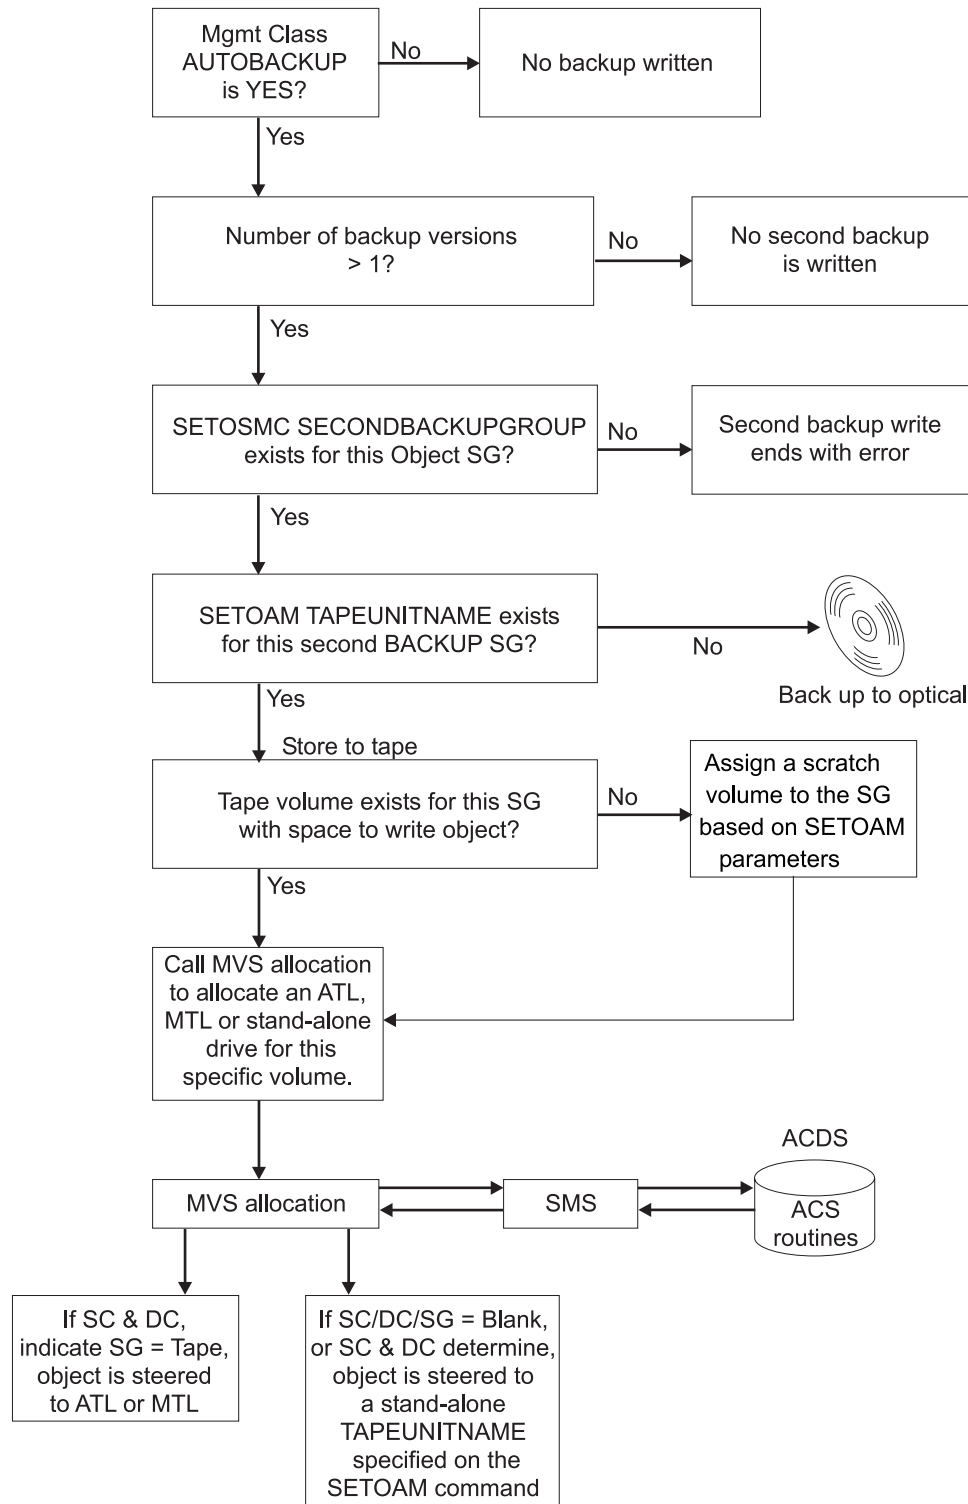 Mgmt Class
AUTOBACKUP
is YES?
No
No backup written
Yes
Number of backup versions
> 1?
No
No second backup
is written
Yes
SETOSMC SECONDBACKUPGROUP
exists for this Object SG?
No
Second backup write
ends with error
Yes
SETOAM TAPEUNITNAME exists
for this second BACKUP SG?
No
Back up to optical
Yes
Store to tape
Tape volume exists for this SG
with space to write object?
No
Assign a scratch
volume to the SG
based on SETOAM
parameters
Yes
Call MVS allocation
to allocate an ATL,
MTL or stand-alone
drive for this
specific volume.
ACDS
MVS allocation
SMS
ACS
routines
If SC & DC,
indicate SG = Tape,
object is steered
to ATL or MTL
If SC/DC/SG = Blank,
or SC & DC determine,
object is steered to
a stand-alone
TAPEUNITNAME
specified on the
SETOAM command